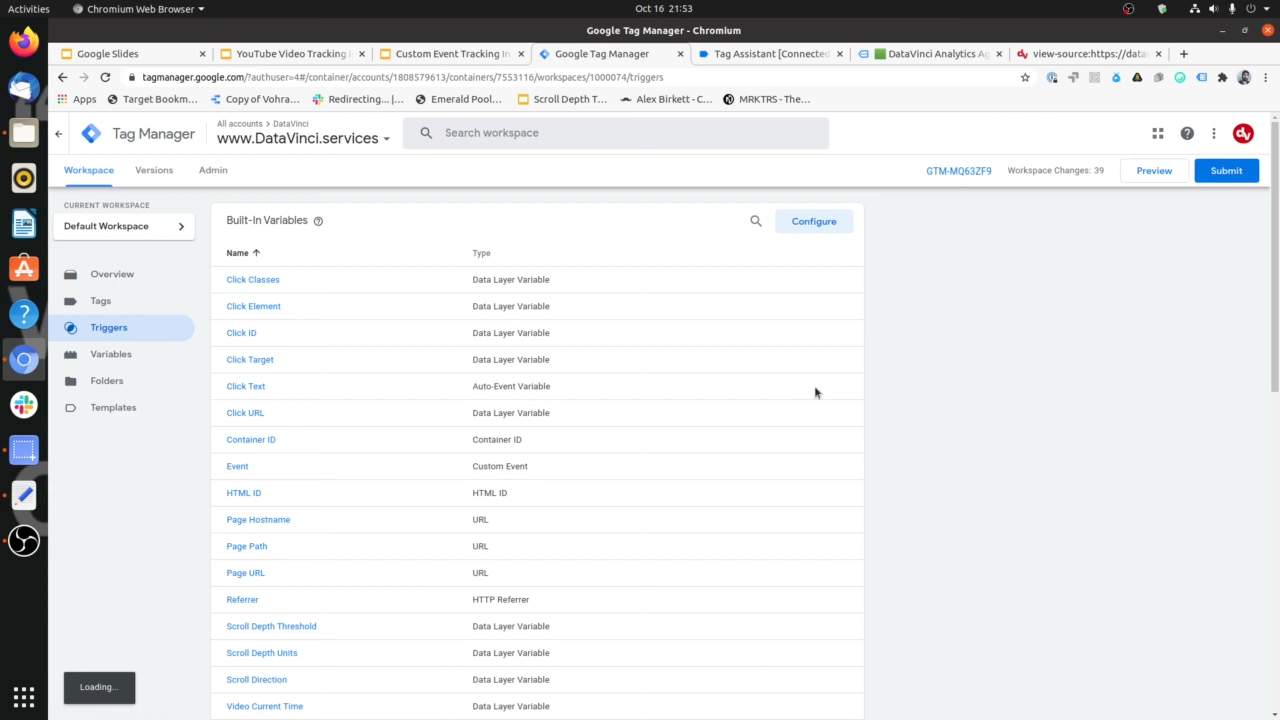 Activities
Chromium Web Browser
Oct 16 21:53
Google Tag Manager - Chromium
Google Slides
YouTube Video Tracking
Custom Event Tracking In
Google Tag Manager
Tag Assistant [Connected
DataVinci Analytics Ag
view-source:https://data
tagmanager.google.com/?authuser=4#/container/accounts/1808579613/containers/7553116/workspaces/1000074/triggers
Apps
Target Bookm...
Copy of Vohra...
Redirecting... |...
Emerald Pool...
Scroll Depth T...
Alex Birkett - C...
MRKTRS - The...
Tag Manager
All accounts > DataVinci
www.DataVinci.services
Search workspace
Workspace
Versions
Admin
GTM-MQ63ZF9
Workspace Changes: 39
Preview
Submit
CURRENT WORKSPACE
Default Workspace
Overview
Tags
Triggers
Variables
Folders
Templates
Built-In Variables
Configure
Name
Type
Click Classes
Data Layer Variable
Click Element
Data Layer Variable
Click ID
Data Layer Variable
Click Target
Data Layer Variable
Click Text
Auto-Event Variable
Click URL
Data Layer Variable
Container ID
Container ID
Event
Custom Event
HTML ID
HTML ID
Page Hostname
URL
Page Path
URL
Page URL
URL
Referrer
HTTP Referrer
Scroll Depth Threshold
Data Layer Variable
Scroll Depth Units
Data Layer Variable
Scroll Direction
Data Layer Variable
Video Current Time
Data Layer Variable
Loading...